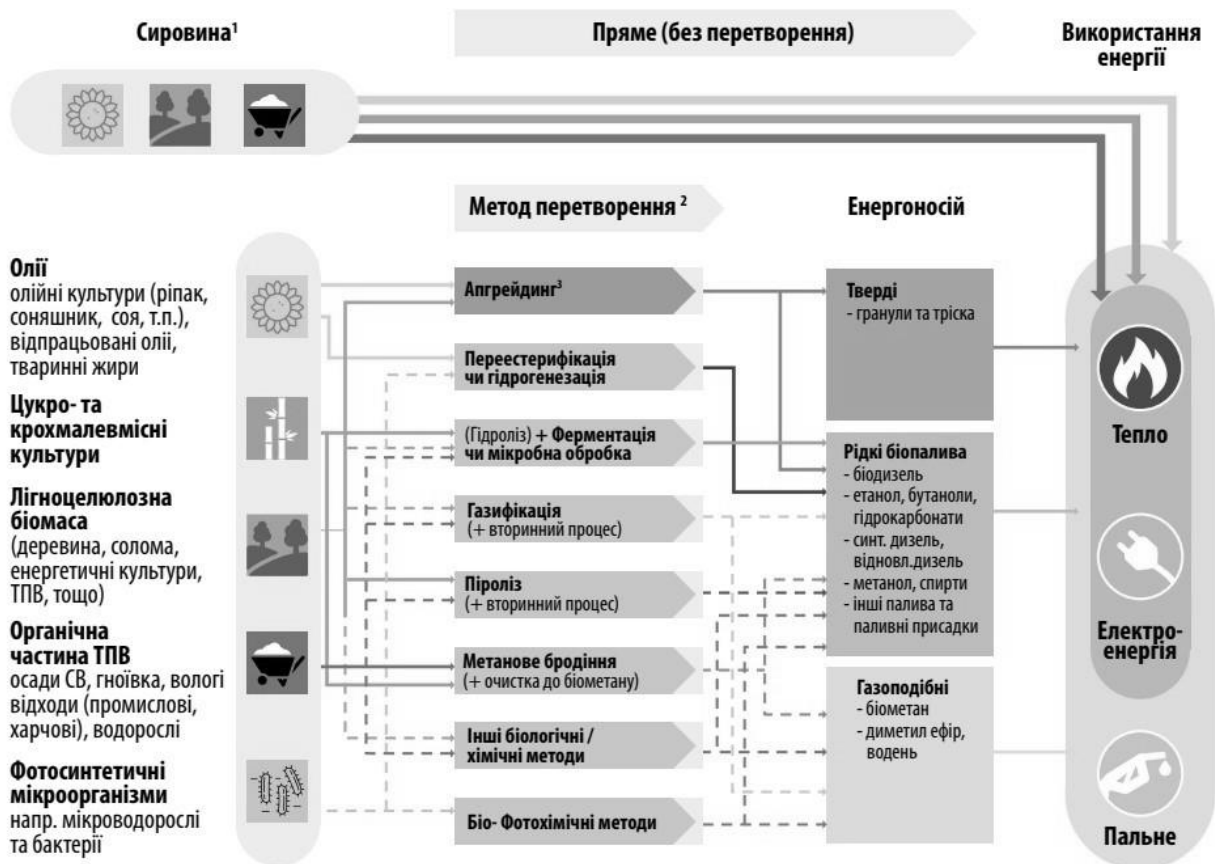 Сировина¹
Пряме (без перетворення)
Використання
енергії
Метод перетворення ²
Енергоносій
Олії
олійні культури (ріпак,
соняшник, соя, т.п.),
відпрацьовані олії,
тваринні жири
Цукро- та
крохмалевмісні
культури
Лігноцелюлозна
біомаса
(деревина, солома,
енергетичні культури,
ТПВ, тощо)
Органічна
частина ТПВ
осади СВ, гноївка, вологі
відходи (промислові,
харчові), водорослі
Фотосинтетичні
мікроорганізми
напр. мікроводорослі
та бактерії
Апгрейдинг³
Переестерифікація
чи гідрогенезація
(Гідроліз) + Ферментація
чи мікробна обробка
Газифікація
(+ вторинний процес)
Піроліз
(+ вторинний процес)
Метанове бродіння
(+ очистка до біометану)
Інші біологічні /
хімічні методи
Біо- Фотохімічні методи
Тверді
- гранули та тріска
Рідкі біопалива
- біодизель
- етанол, бутаноли,
гідрокарбонати
- синт. дизель,
відновл.дизель
- метанол, спирти
- інші палива та
паливні присадки
Газоподібні
- біометан
- диметил ефір,
водень
Тепло
Електро-
енергія
Пальне